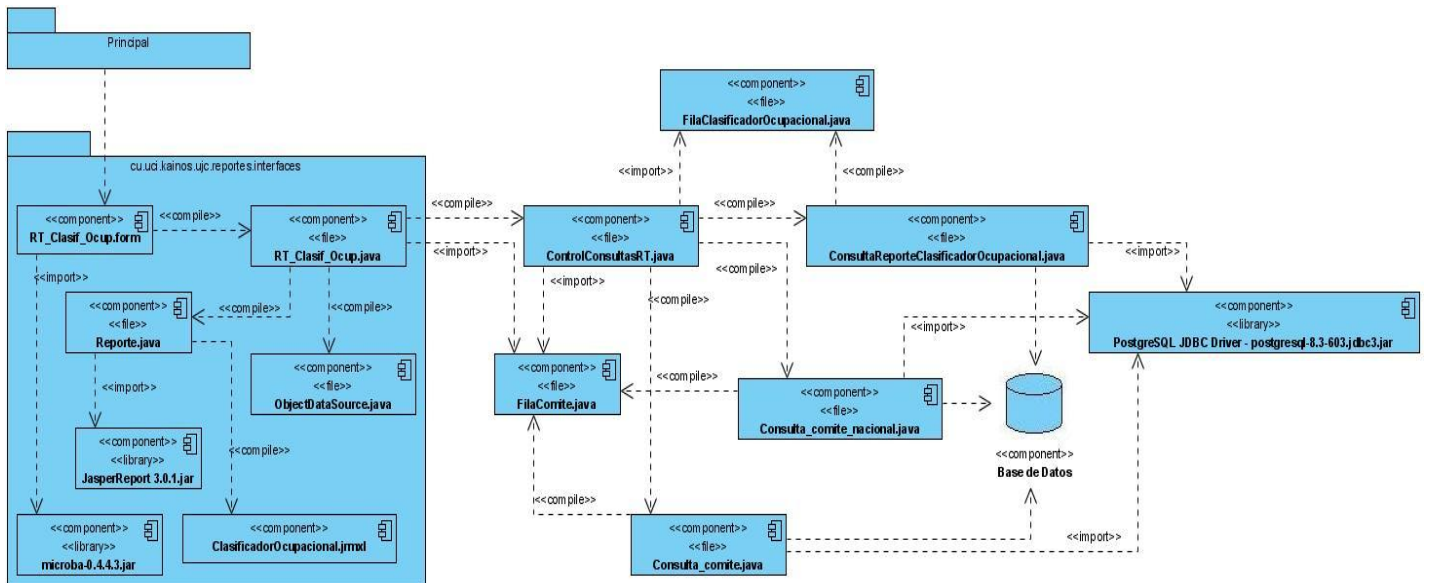 Principal
<<component>>
<<file>>
FilaClasificadorOcupacional.java
cu.uci.kainos.ujc.reportes.interfaces
<<import>>
<<compile>>
<<component>>
RT_Clasif_Ocup.form
<<compile>>
<<component>>
<<file>>
RT_Clasif_Ocup.java
<<compile>>
<<import>>
<<component>>
<<file>>
ControlConsultasRT.java
<<compile>>
<<component>>
<<file>>
ConsultaReporteClasificadorOcupacional.java
<<import>>
<<import>>
<<component>>
<<file>>
Reporte.java
<<compile>>
<<import>>
<<compile>>
<<compile>>
<<component>>
<<library>>
PostgreSQL JDBC Driver - postgresql-8.3-603.jdbc3.jar
<<import>>
<<component>>
<<file>>
ObjectDataSource.java
<<component>>
<<file>>
FilaComite.java
<<compile>>
<<component>>
<<file>>
Consulta_comite_nacional.java
<<import>>
<<component>>
<<library>>
JasperReport 3.0.1.jar
<<compile>>
<<component>>
Base de Datos
<<compile>>
<<component>>
<<library>>
microba-0.4.4.3.jar
<<component>>
ClasificadorOcupacional.jrmxl
<<component>>
<<file>>
Consulta_comite.java
<<import>>